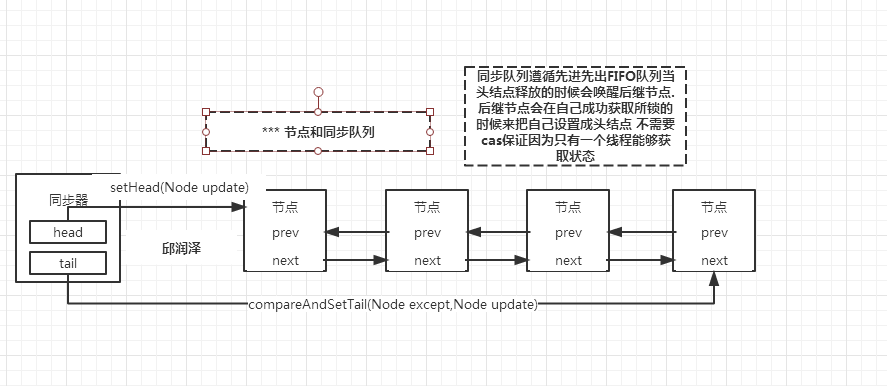 同步队列遵循先进先出FIFO队列当
头结点释放的时候会唤醒后继节点.
后继节点会在自己成功获取所锁的
时候来把自己设置成头结点 不需要
cas保证因为只有一个线程能够获
取状态
*** 节点和同步队列
setHead(Node update)
同步器
head
tail
邱润泽
节点
prev
next
节点
prev
next
节点
prev
next
节点
prev
next
compareAndSetTail(Node except,Node update)